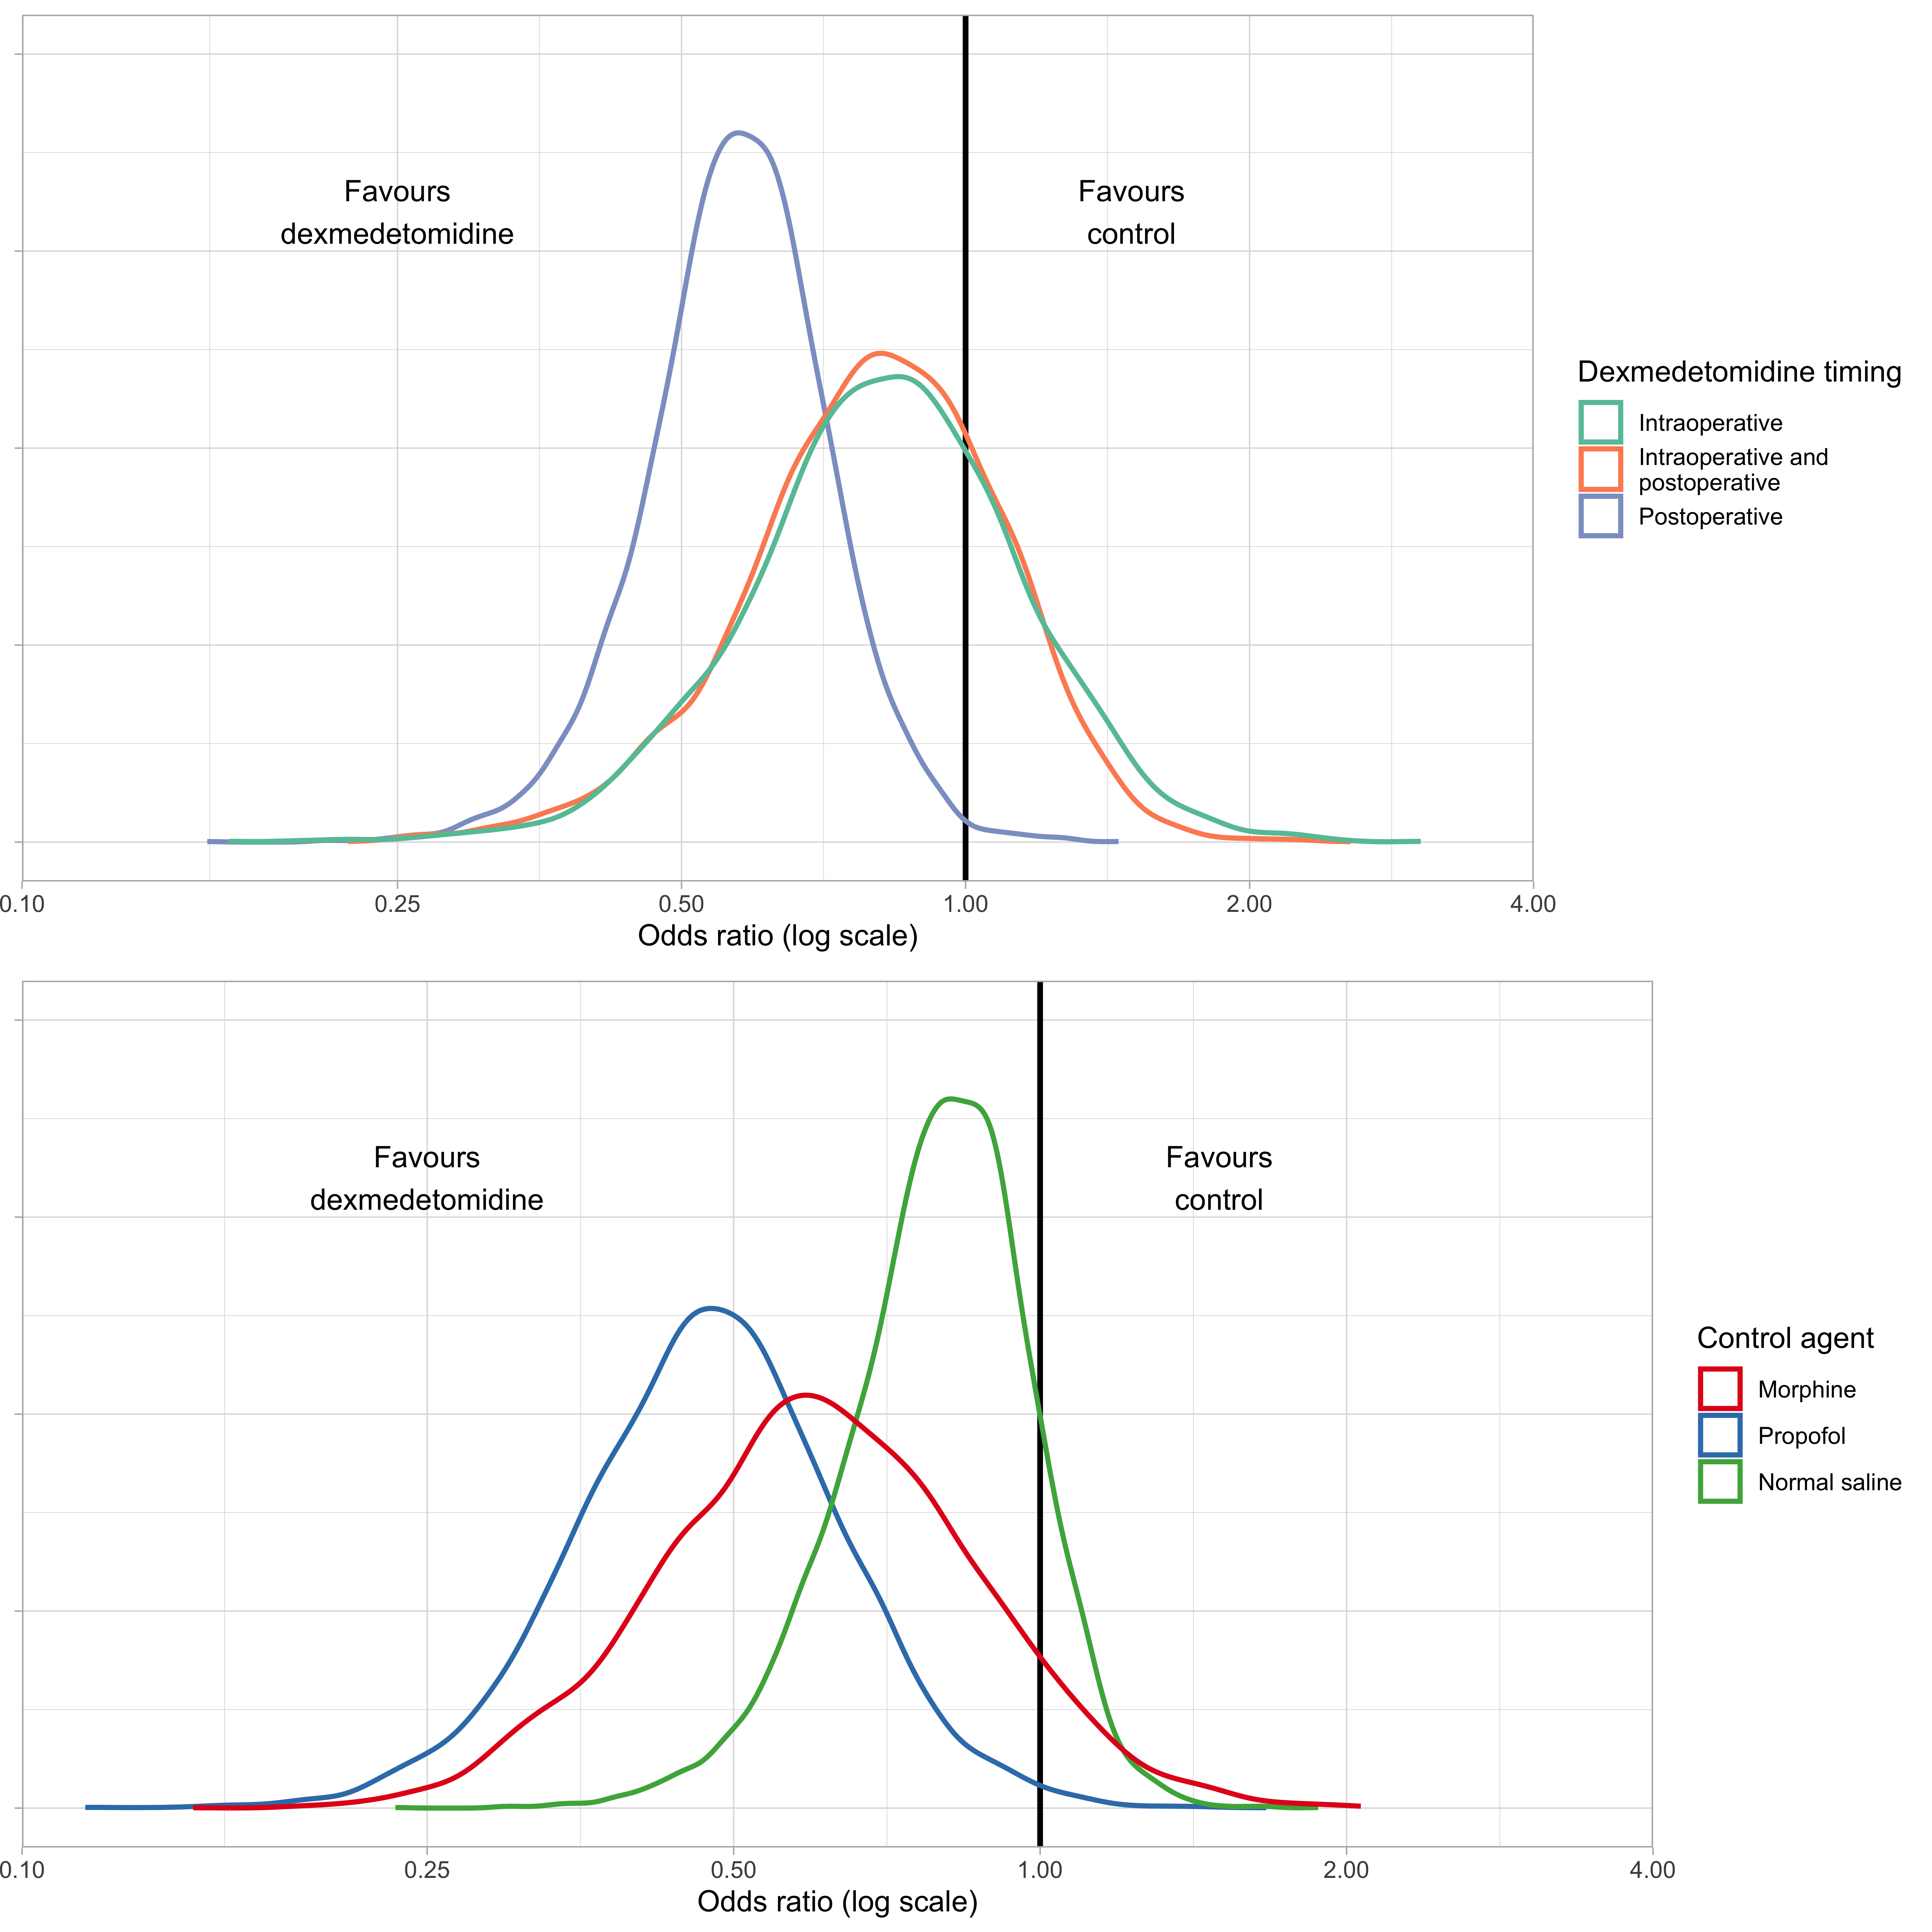 Favours
dexmedetomidine
Favours
control
Dexmedetomidine timing
Intraoperative
Intraoperative and
postoperative
Postoperative
0.10
0.25
0.50
1.00
2.00
4.00
Odds ratio (log scale)
Favours
dexmedetomidine
Favours
control
Control agent
Morphine
Propofol
Normal saline
0.10
0.25
0.50
1.00
2.00
4.00
Odds ratio (log scale)